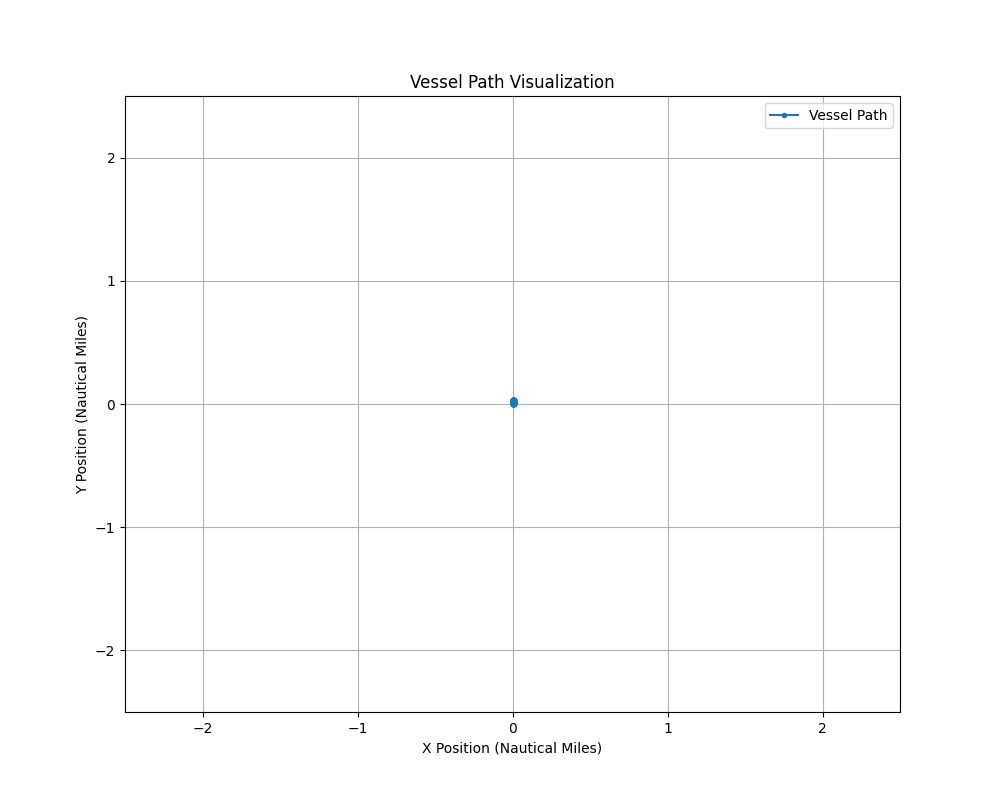 Vessel Path Visualization
Vessel Path
2
1
0
−1
−2
Y Position (Nautical Miles)
−2 −1 0 1 2
X Position (Nautical Miles)